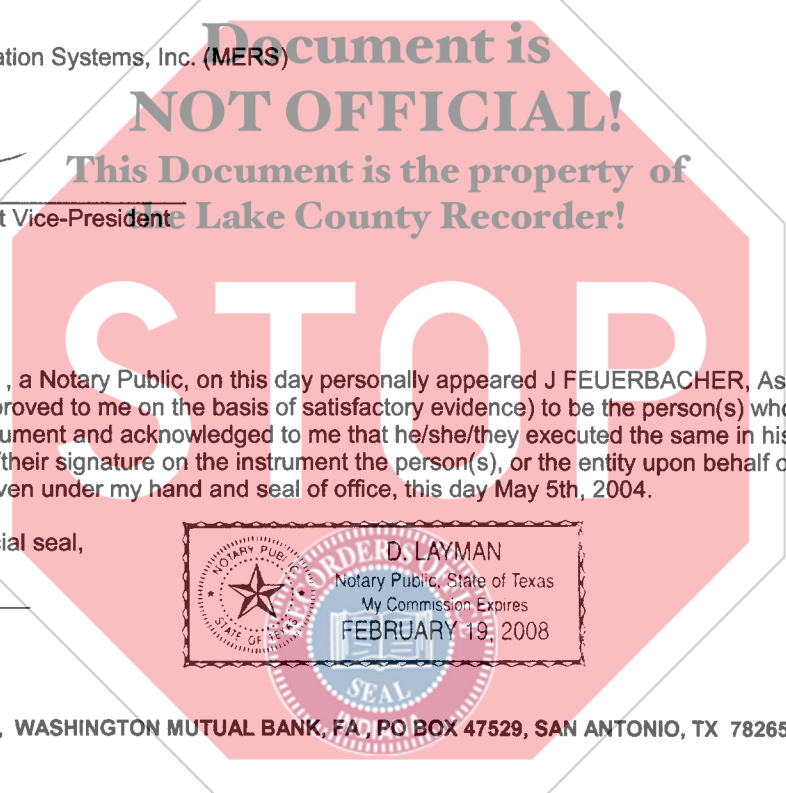 Document is
ation Systems, Inc. (MERS)
NOT OFFICIAL!
This Document is the property of
the Lake County Recorder!
t Vice-President
STOP
, a Notary Public, on this day personally appeared J FEUERBACHER, As
proved to me on the basis of satisfactory evidence) to be the person(s) who
ument and acknowledged to me that he/she/they executed the same in his
/their signature on the instrument the person(s), or the entity upon behalf o
ven under my hand and seal of office, this day May 5th, 2004.
cial seal,
NOTARY PUBLIC
STATE OF TEXAS
D. LAYMAN
Notary Public, State of Texas
My Commission Expires
FEBRUARY 19, 2008
RECORDER'S OFFICE
SEAL
INDIANA
, WASHINGTON MUTUAL BANK, FA, PO BOX 47529, SAN ANTONIO, TX 78265